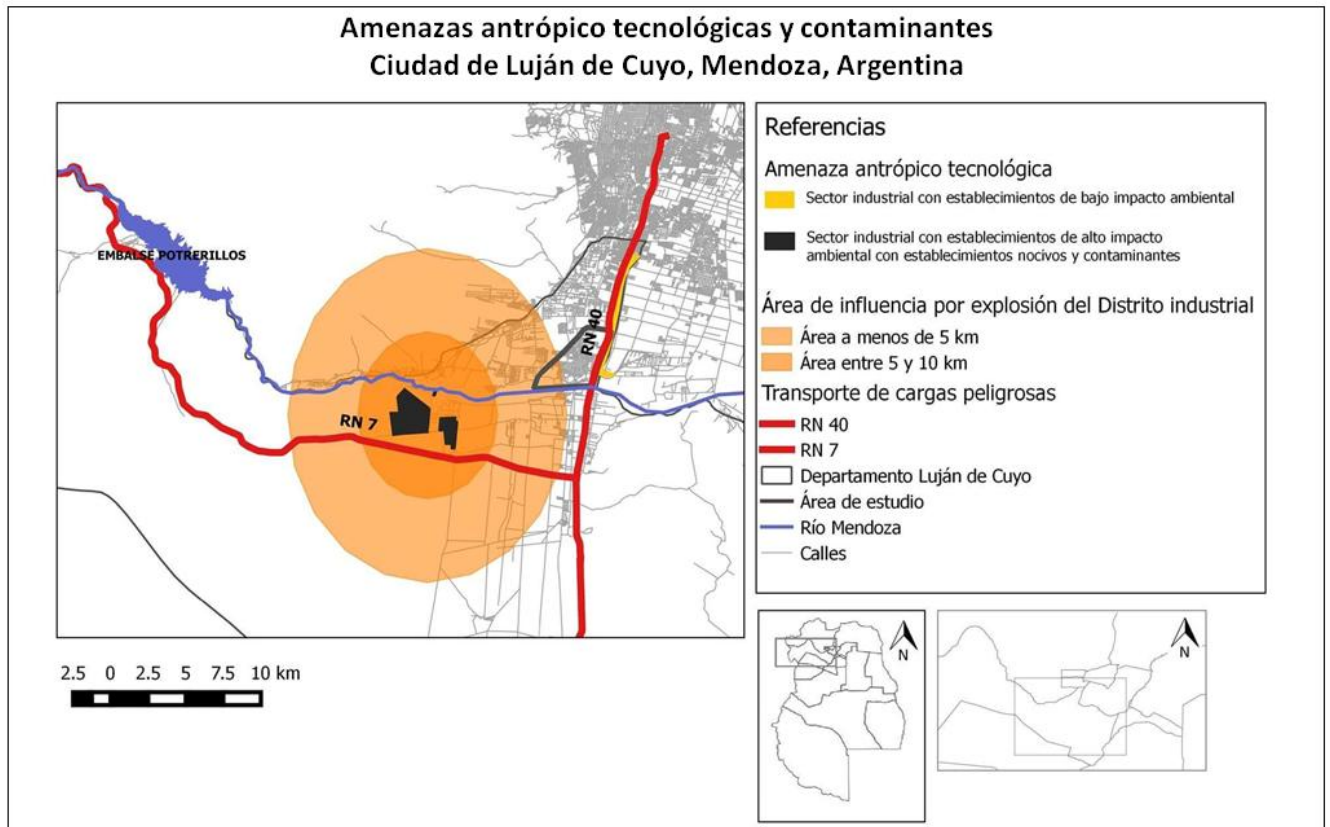 Amenazas antrópico tecnológicas y contaminantes
Ciudad de Luján de Cuyo, Mendoza, Argentina
EMBALSE POTRERILLOS
RN 40
RN 7
2.5 0 2.5 5 7.5 10 km
Referencias
Amenaza antrópico tecnológica
Sector industrial con establecimientos de bajo impacto ambiental
Sector industrial con establecimientos de alto impacto
ambiental con establecimientos nocivos y contaminantes
Área de influencia por explosión del Distrito industrial
Área a menos de 5 km
Área entre 5 y 10 km
Transporte de cargas peligrosas
RN 40
RN 7
Departamento Luján de Cuyo
Área de estudio
Río Mendoza
Calles
N
N